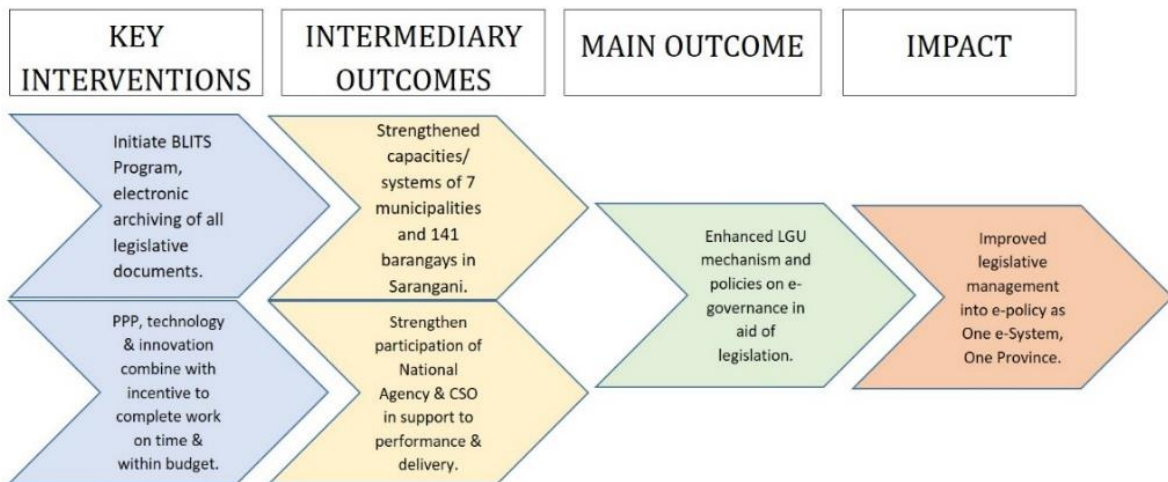 KEY
INTERVENTIONS
INTERMEDIARY
OUTCOMES
MAIN OUTCOME
IMPACT
Initiate BLITS
Program,
electronic
archiving of all
legislative
documents.
Strengthened
capacities/
systems of 7
municipalities
and 141
barangays in
Sarangani.
PPP, technology
& innovation
combine with
incentive to
complete work
on time &
within budget.
Strengthen
participation of
National
Agency & CSO
in support to
performance &
delivery.
Enhanced LGU
mechanism and
policies on e-
governance in
aid of
legislation.
Improved
legislative
management
into e-policy as
One e-System,
One Province.